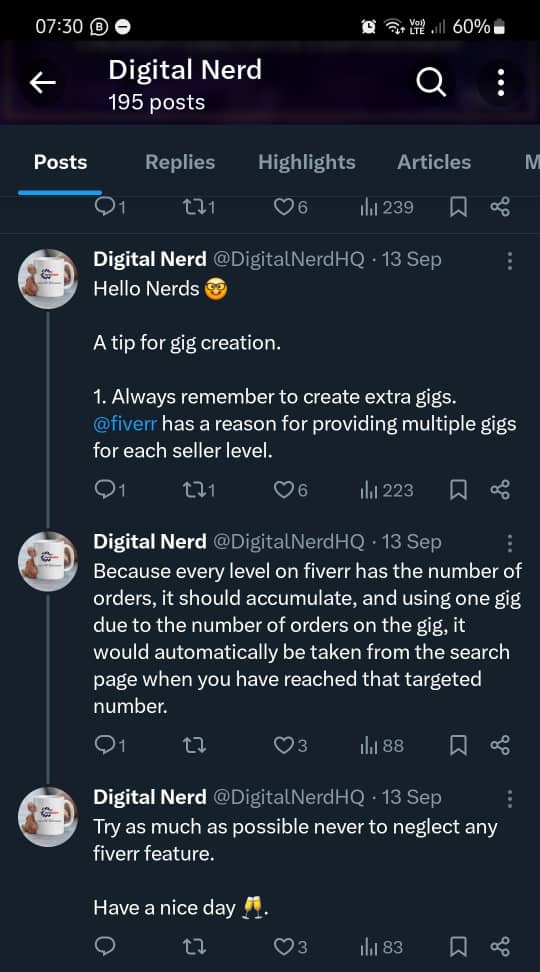 07:30 B VoI) LTE 60%
Digital Nerd
195 posts
Posts Replies Highlights Articles M
1 1 6 239
Digital Nerd @DigitalNerdHQ · 13 Sep
Hello Nerds 🤓
A tip for gig creation.
1. Always remember to create extra gigs.
@fiverr has a reason for providing multiple gigs
for each seller level.
1 1 6 223
Digital Nerd @DigitalNerdHQ · 13 Sep
Because every level on fiverr has the number of
orders, it should accumulate, and using one gig
due to the number of orders on the gig, it
would automatically be taken from the search
page when you have reached that targeted
number.
1 3 88
Digital Nerd @DigitalNerdHQ · 13 Sep
Try as much as possible never to neglect any
fiverr feature.
Have a nice day 🥂.
3 83